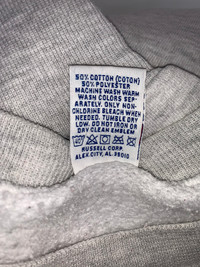 50% COTTON (COTON)
50% POLYESTER
MACHINE WASH WARM
WASH COLORS SEP-
ARATELY. ONLY NON-
CHLORINE BLEACH WHEN
NEEDED. TUMBLE DRY
LOW. DO NOT IRON OR
DRY CLEAN EMBLEM
RUSSELL CORP.
ALEX CITY, AL 35010